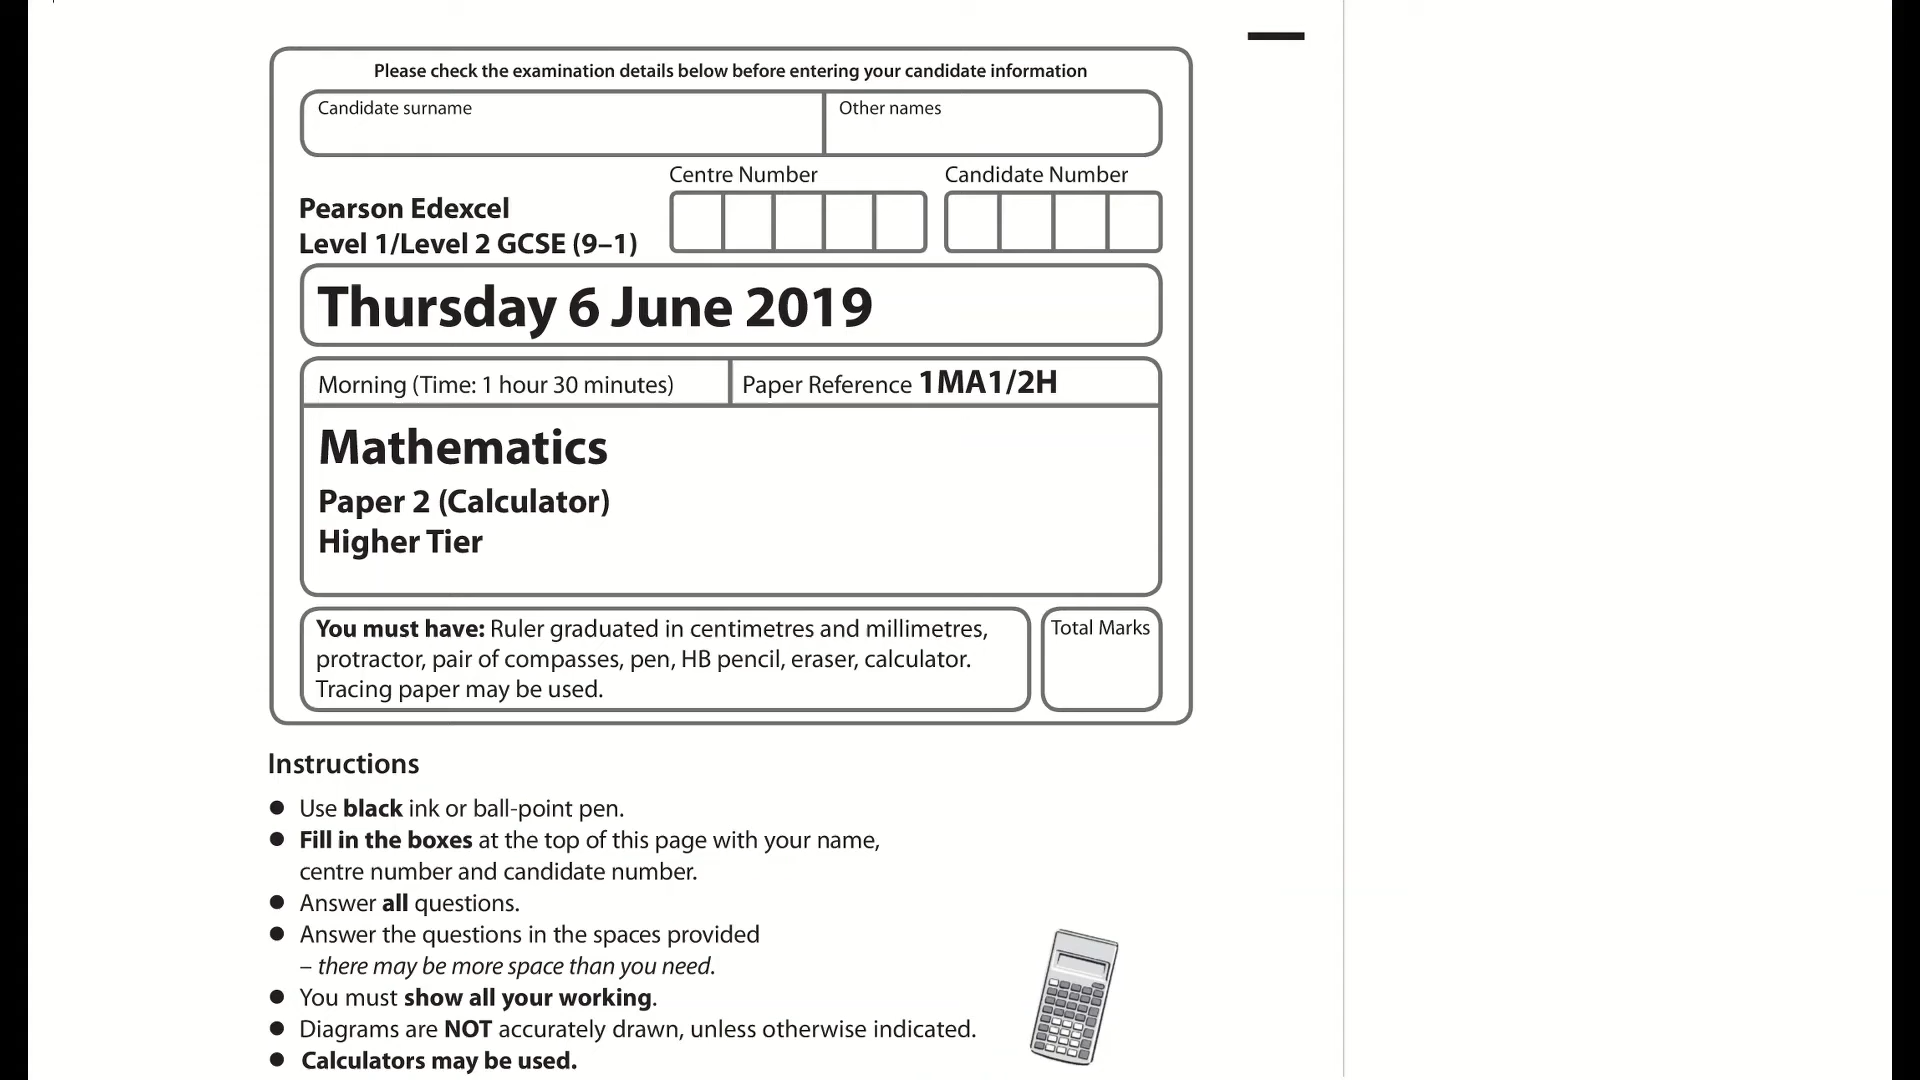 Please check the examination details below before entering your candidate information
Candidate surname
Other names
Centre Number
Candidate Number
Pearson Edexcel
Level 1/Level 2 GCSE (9–1)
Thursday 6 June 2019
Morning (Time: 1 hour 30 minutes)
Paper Reference 1MA1/2H
Mathematics
Paper 2 (Calculator)
Higher Tier
You must have: Ruler graduated in centimetres and millimetres,
protractor, pair of compasses, pen, HB pencil, eraser, calculator.
Tracing paper may be used.
Total Marks
Instructions
● Use black ink or ball-point pen.
● Fill in the boxes at the top of this page with your name,
centre number and candidate number.
● Answer all questions.
● Answer the questions in the spaces provided
– there may be more space than you need.
● You must show all your working.
● Diagrams are NOT accurately drawn, unless otherwise indicated.
● Calculators may be used.